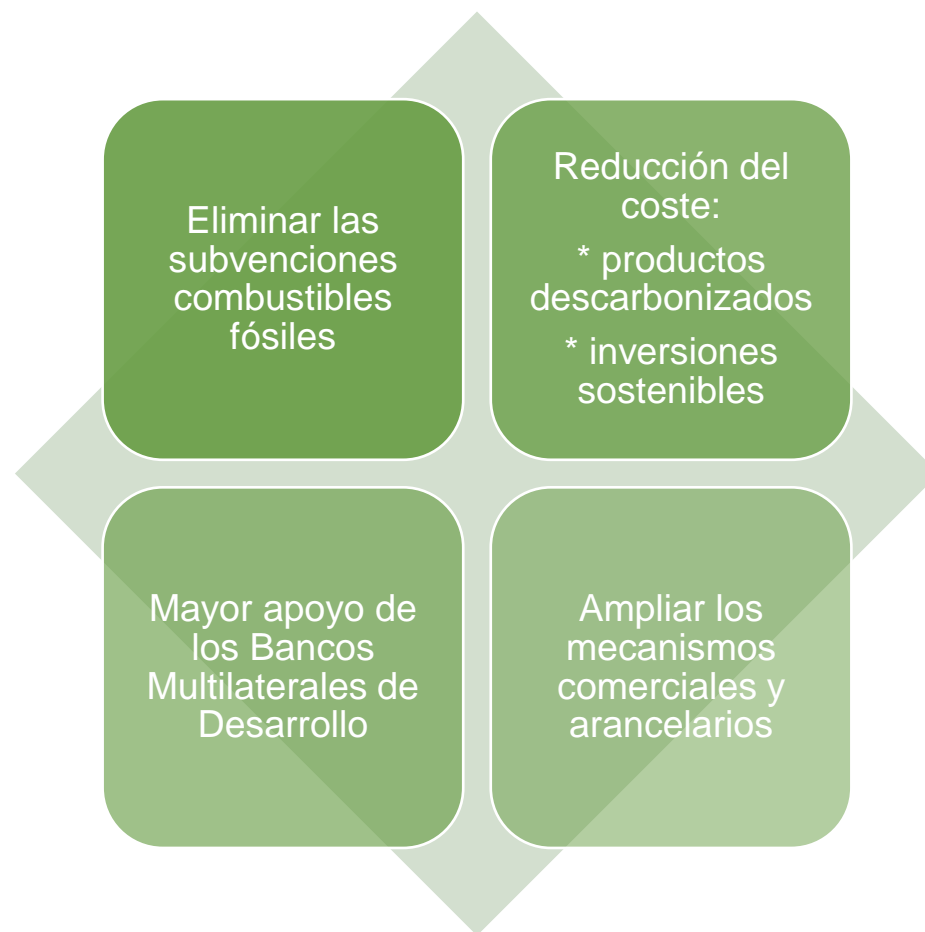 Eliminar las
subvenciones
combustibles
fósiles
Reducción del
coste:
* productos
descarbonizados
* inversiones
sostenibles
Mayor apoyo de
los Bancos
Multilaterales de
Desarrollo
Ampliar los
mecanismos
comerciales y
arancelarios